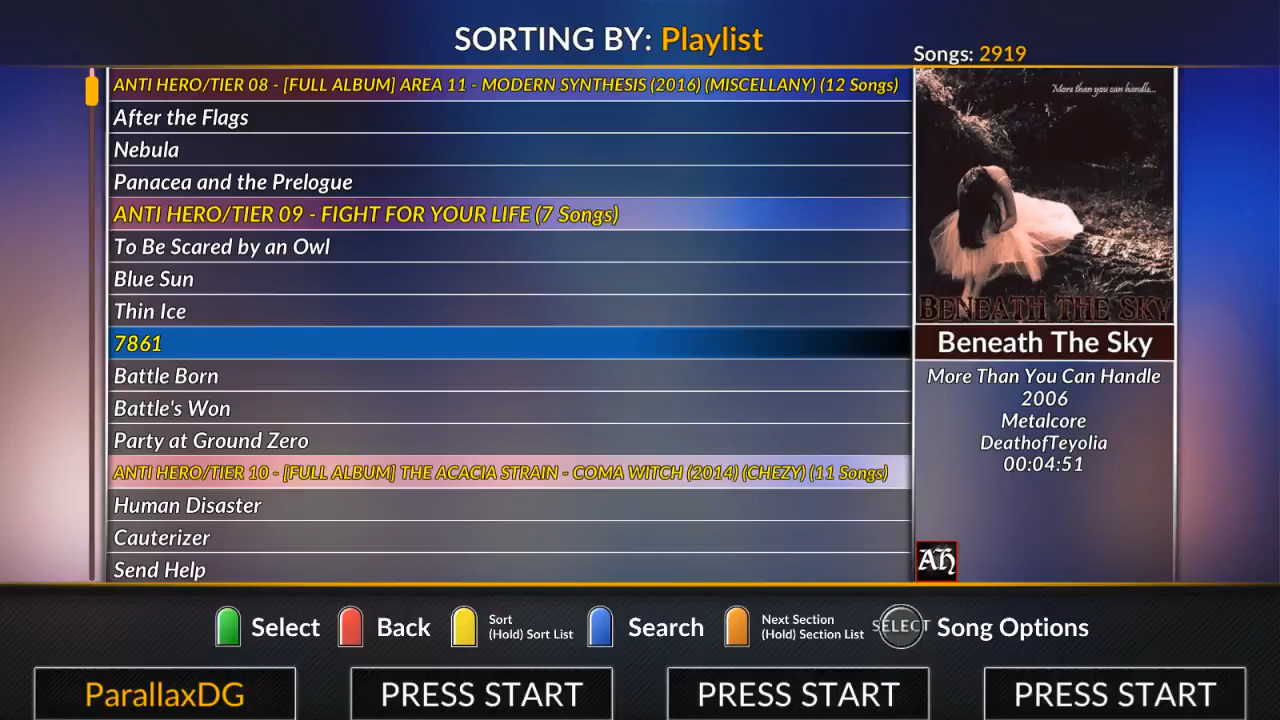 SORTING BY: Playlist
Songs: 2919
ANTI HERO/TIER 08 - [FULL ALBUM] AREA 11 - MODERN SYNTHESIS (2016) (MISCELLANY) (12 Songs)
After the Flags
Nebula
Panacea and the Prelogue
ANTI HERO/TIER 09 - FIGHT FOR YOUR LIFE (7 Songs)
To Be Scared by an Owl
Blue Sun
Thin Ice
7861
Battle Born
Battle's Won
Party at Ground Zero
ANTI HERO/TIER 10 - [FULL ALBUM] THE ACACIA STRAIN - COMA WITCH (2014) (CHEZY) (11 Songs)
Human Disaster
Cauterizer
Send Help
"More than you can handle...
BENEATH THE SKY
Beneath The Sky
More Than You Can Handle
2006
Metalcore
DeathofTeyolia
00:04:51
AH
Select
Back
Sort
(Hold) Sort List
Search
Next Section
(Hold) Section List
SELECT
Song Options
ParallaxDG
PRESS START
PRESS START
PRESS START